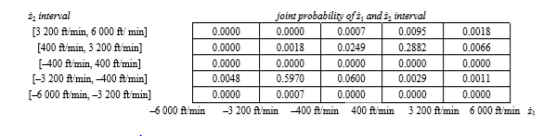 ż₂ interval joint probability of ż₁ and ż₂ interval
[3 200 ft/min, 6 000 ft/ min] 0.0000 0.0000 0.0007 0.0095 0.0018
[400 ft/min, 3 200 ft/min] 0.0000 0.0018 0.0249 0.2882 0.0066
[–400 ft/min, 400 ft/min] 0.0000 0.0000 0.0000 0.0000 0.0000
[–3 200 ft/min, –400 ft/min] 0.0048 0.5970 0.0600 0.0029 0.0011
[–6 000 ft/min, –3 200 ft/min] 0.0000 0.0007 0.0000 0.0000 0.0000
–6 000 ft/min –3 200 ft/min –400 ft/min 400 ft/min 3 200 ft/min 6 000 ft/min ż₁